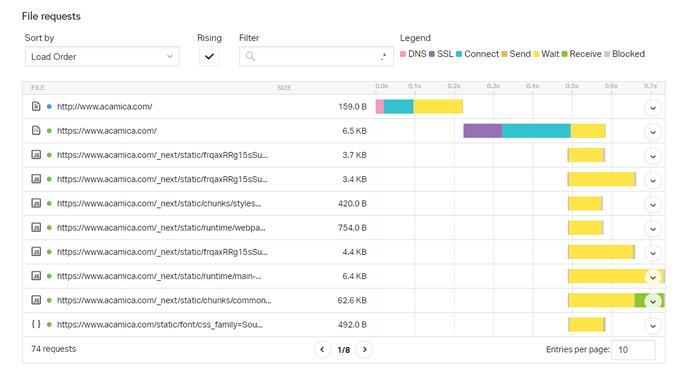 File requests
Sort by Rising Filter Legend
Load Order .* DNS SSL Connect Send Wait Receive Blocked
FILE SIZE 0.0s 0.1s 0.2s 0.3s 0.4s 0.5s 0.6s 0.7s
http://www.acamica.com/ 159.0 B
https://www.acamica.com/ 6.5 KB
JS https://www.acamica.com/_next/static/frqaxRRg15sSu... 3.7 KB
JS https://www.acamica.com/_next/static/frqaxRRg15sSu... 3.4 KB
JS https://www.acamica.com/_next/static/chunks/styles... 420.0 B
JS https://www.acamica.com/_next/static/runtime/webpa... 754.0 B
JS https://www.acamica.com/_next/static/frqaxRRg15sSu... 4.4 KB
JS https://www.acamica.com/_next/static/runtime/main-... 6.4 KB
JS https://www.acamica.com/_next/static/chunks/common... 62.6 KB
{ } https://www.acamica.com/static/font/css_family=Sou... 492.0 B
74 requests 1/8 Entries per page: 10